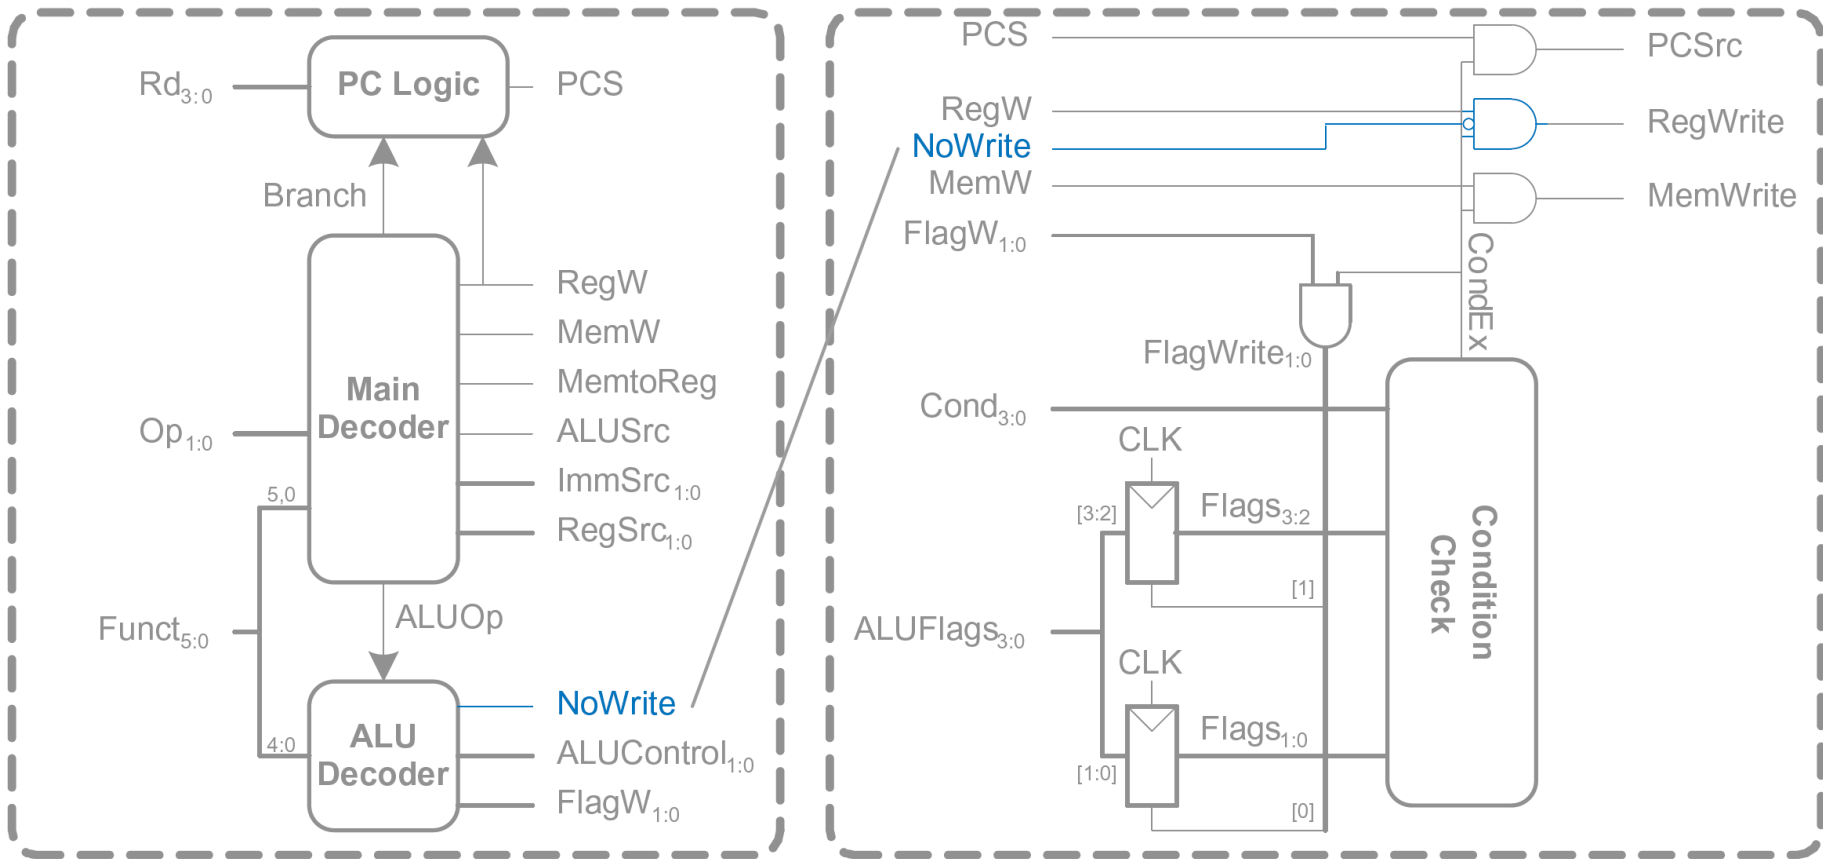 Rd3:0
PC Logic
PCS
Branch
RegW
MemW
MemtoReg
Main
Decoder
ALUSrc
Op1:0
ImmSrc1:0
5,0
RegSrc1:0
Funct5:0
ALUOp
NoWrite
4:0
ALU
Decoder
ALUControl1:0
FlagW1:0
PCS
PCSrc
RegW
RegWrite
NoWrite
MemW
MemWrite
FlagW1:0
CondEx
FlagWrite1:0
Cond3:0
CLK
[3:2]
Flags3:2
Condition
Check
[1]
ALUFlags3:0
CLK
Flags1:0
[1:0]
[0]